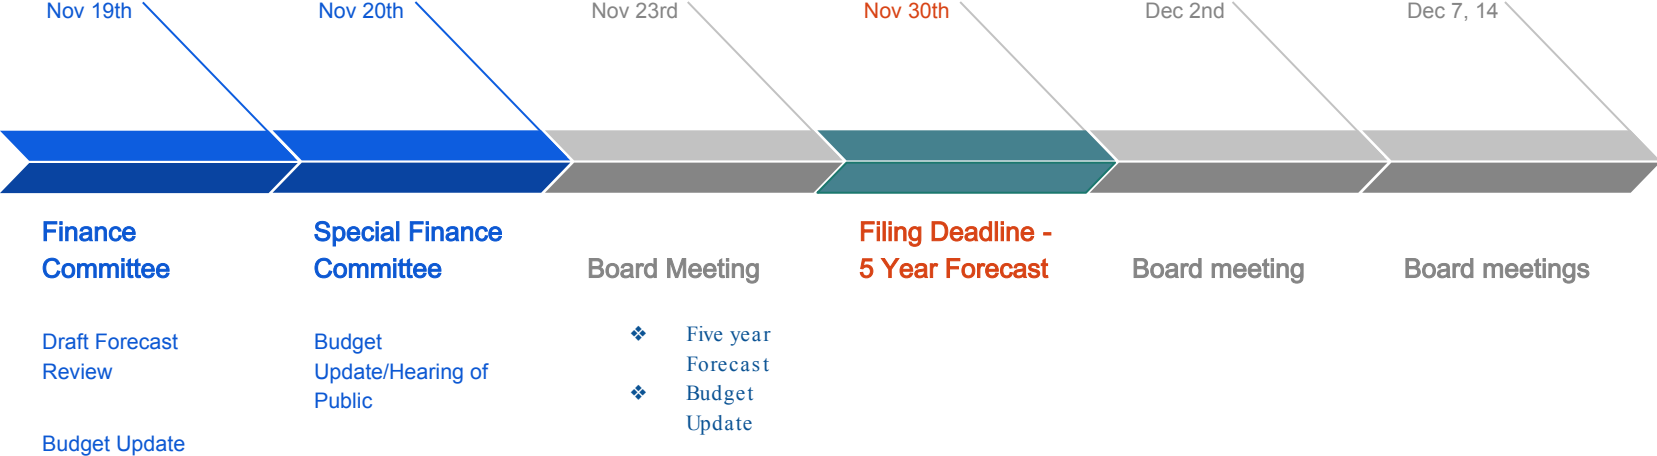 Nov 19th
Nov 20th
Nov 23rd
Nov 30th
Dec 2nd
Dec 7, 14
Finance
Committee
Draft Forecast
Review
Budget Update
Special Finance
Committee
Budget
Update/Hearing of
Public
Board Meeting
❖ Five year
Forecast
❖ Budget
Update
Filing Deadline -
5 Year Forecast
Board meeting
Board meetings